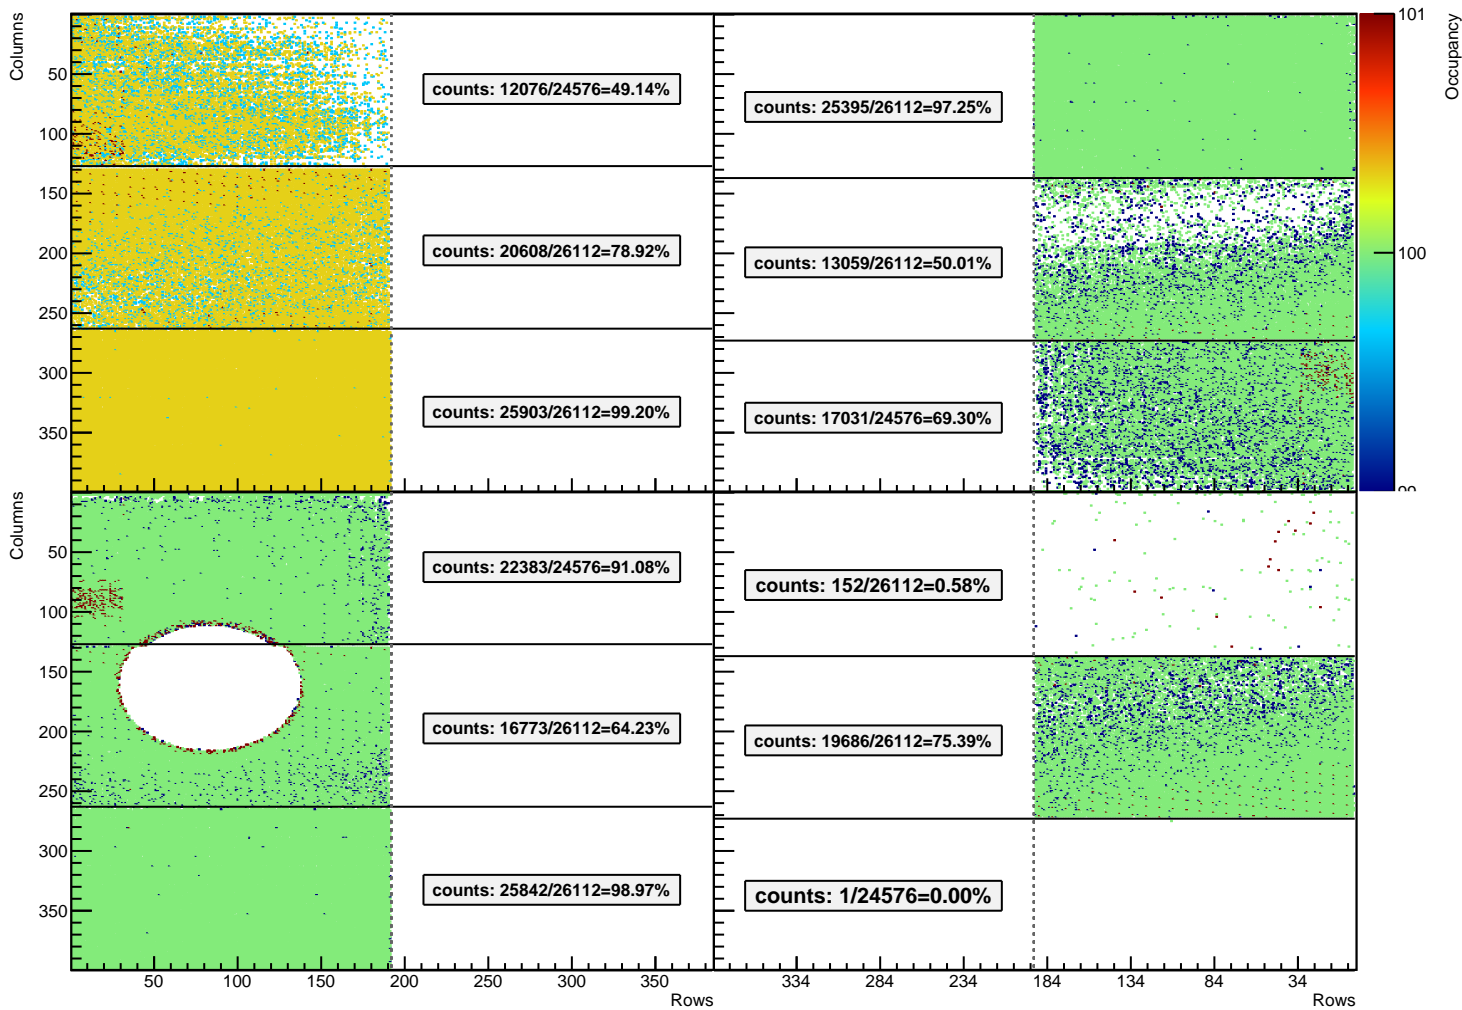 Columns
50
100
150
200
250
300
350
counts: 12076/24576=49.14%
counts: 20608/26112=78.92%
counts: 25903/26112=99.20%
counts: 25395/26112=97.25%
counts: 13059/26112=50.01%
counts: 17031/24576=69.30%
101
100
Occupancy
Columns
50
100
150
200
250
300
350
counts: 22383/24576=91.08%
counts: 16773/26112=64.23%
counts: 25842/26112=98.97%
counts: 152/26112=0.58%
counts: 19686/26112=75.39%
counts: 1/24576=0.00%
50 100 150 200 250 300 350
Rows
334 284 234 184 134 84 34
Rows